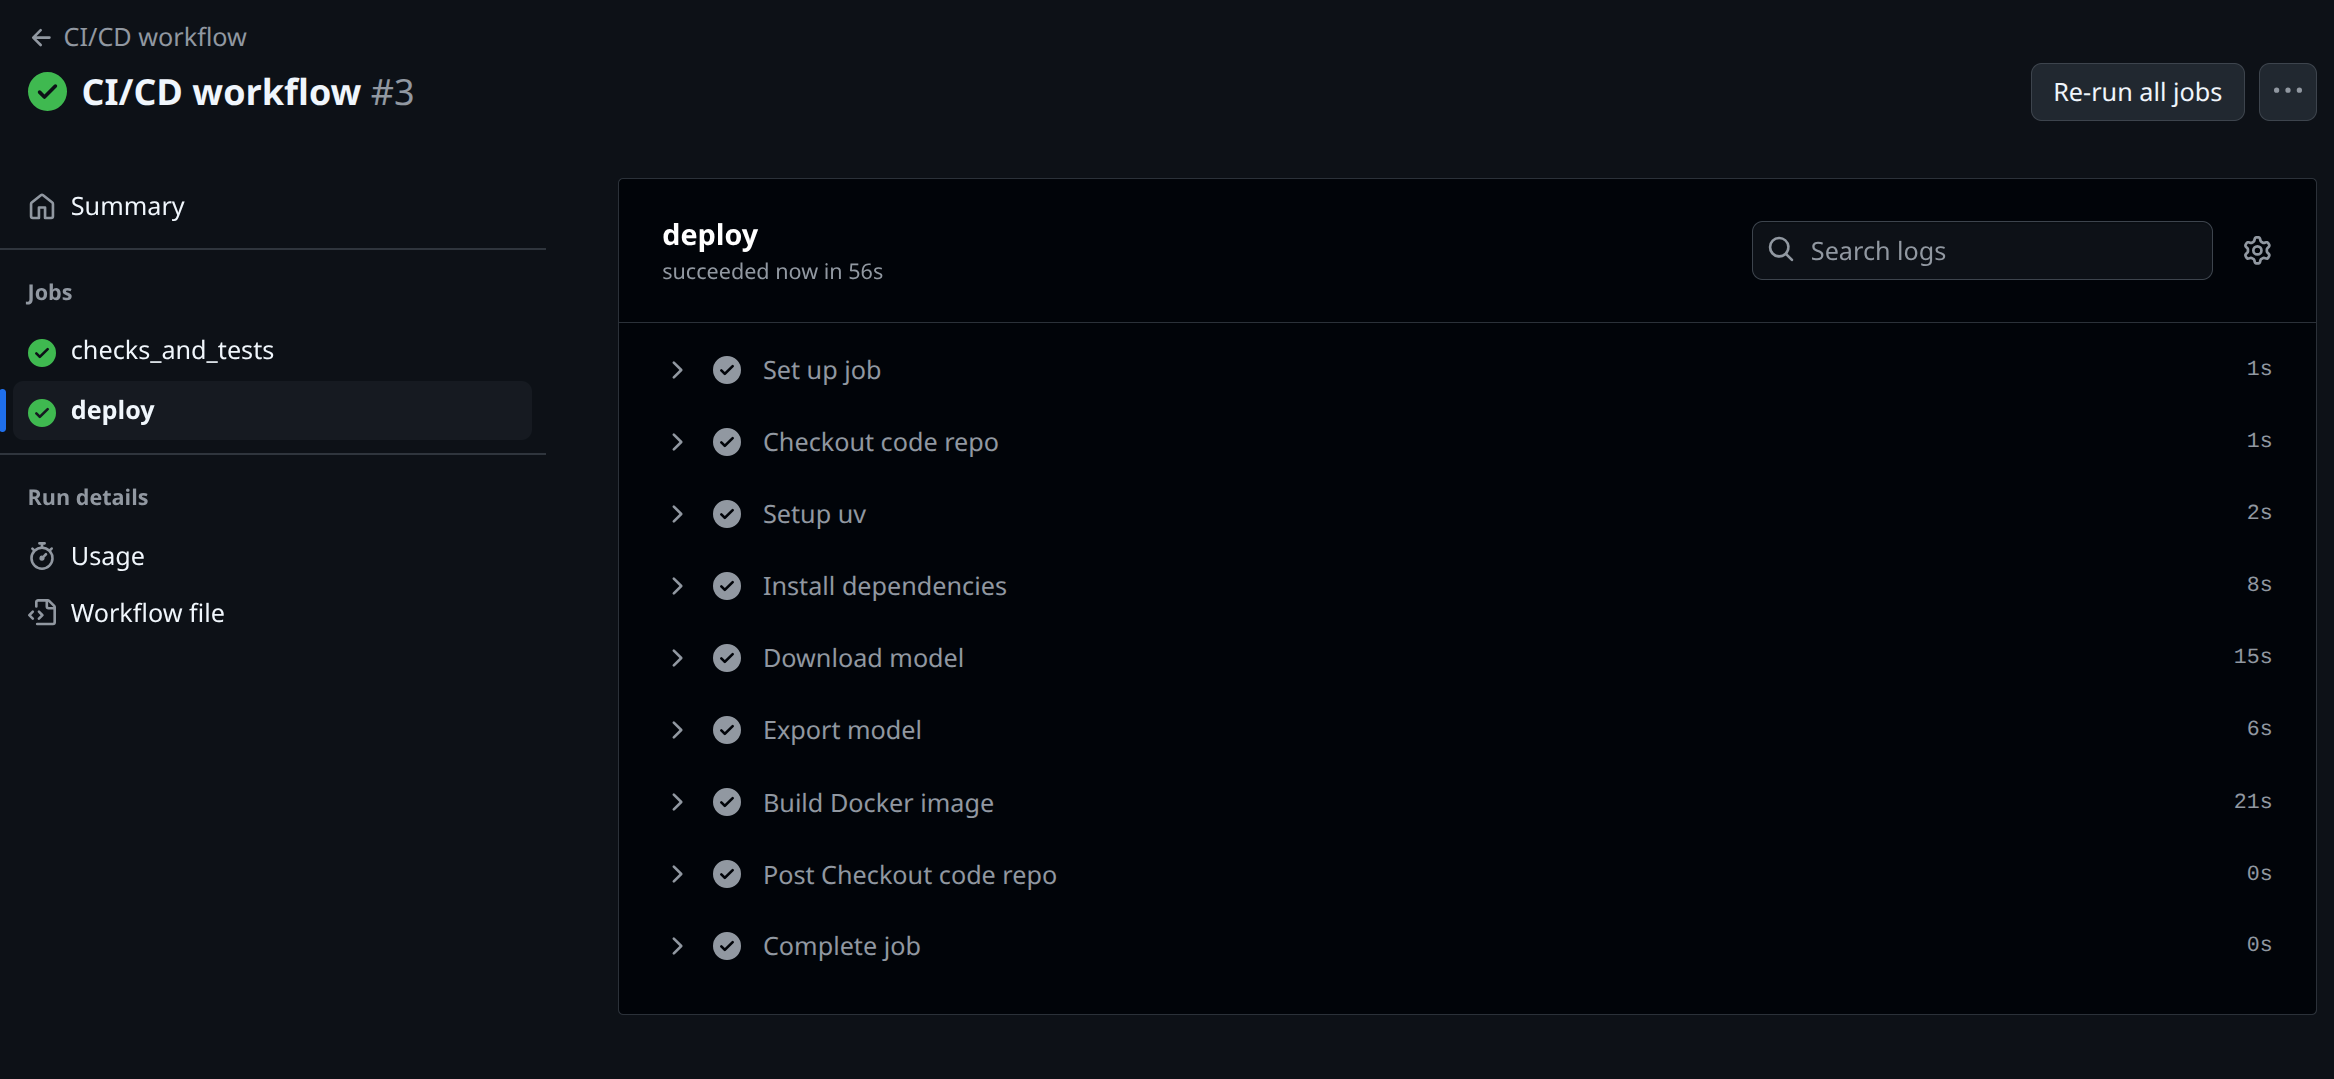 CI/CD workflow
CI/CD workflow #3
Re-run all jobs
Summary
Jobs
checks_and_tests
deploy
Run details
Usage
Workflow file
deploy
succeeded now in 56s
Search logs
Set up job 1s
Checkout code repo 1s
Setup uv 2s
Install dependencies 8s
Download model 15s
Export model 6s
Build Docker image 21s
Post Checkout code repo 0s
Complete job 0s